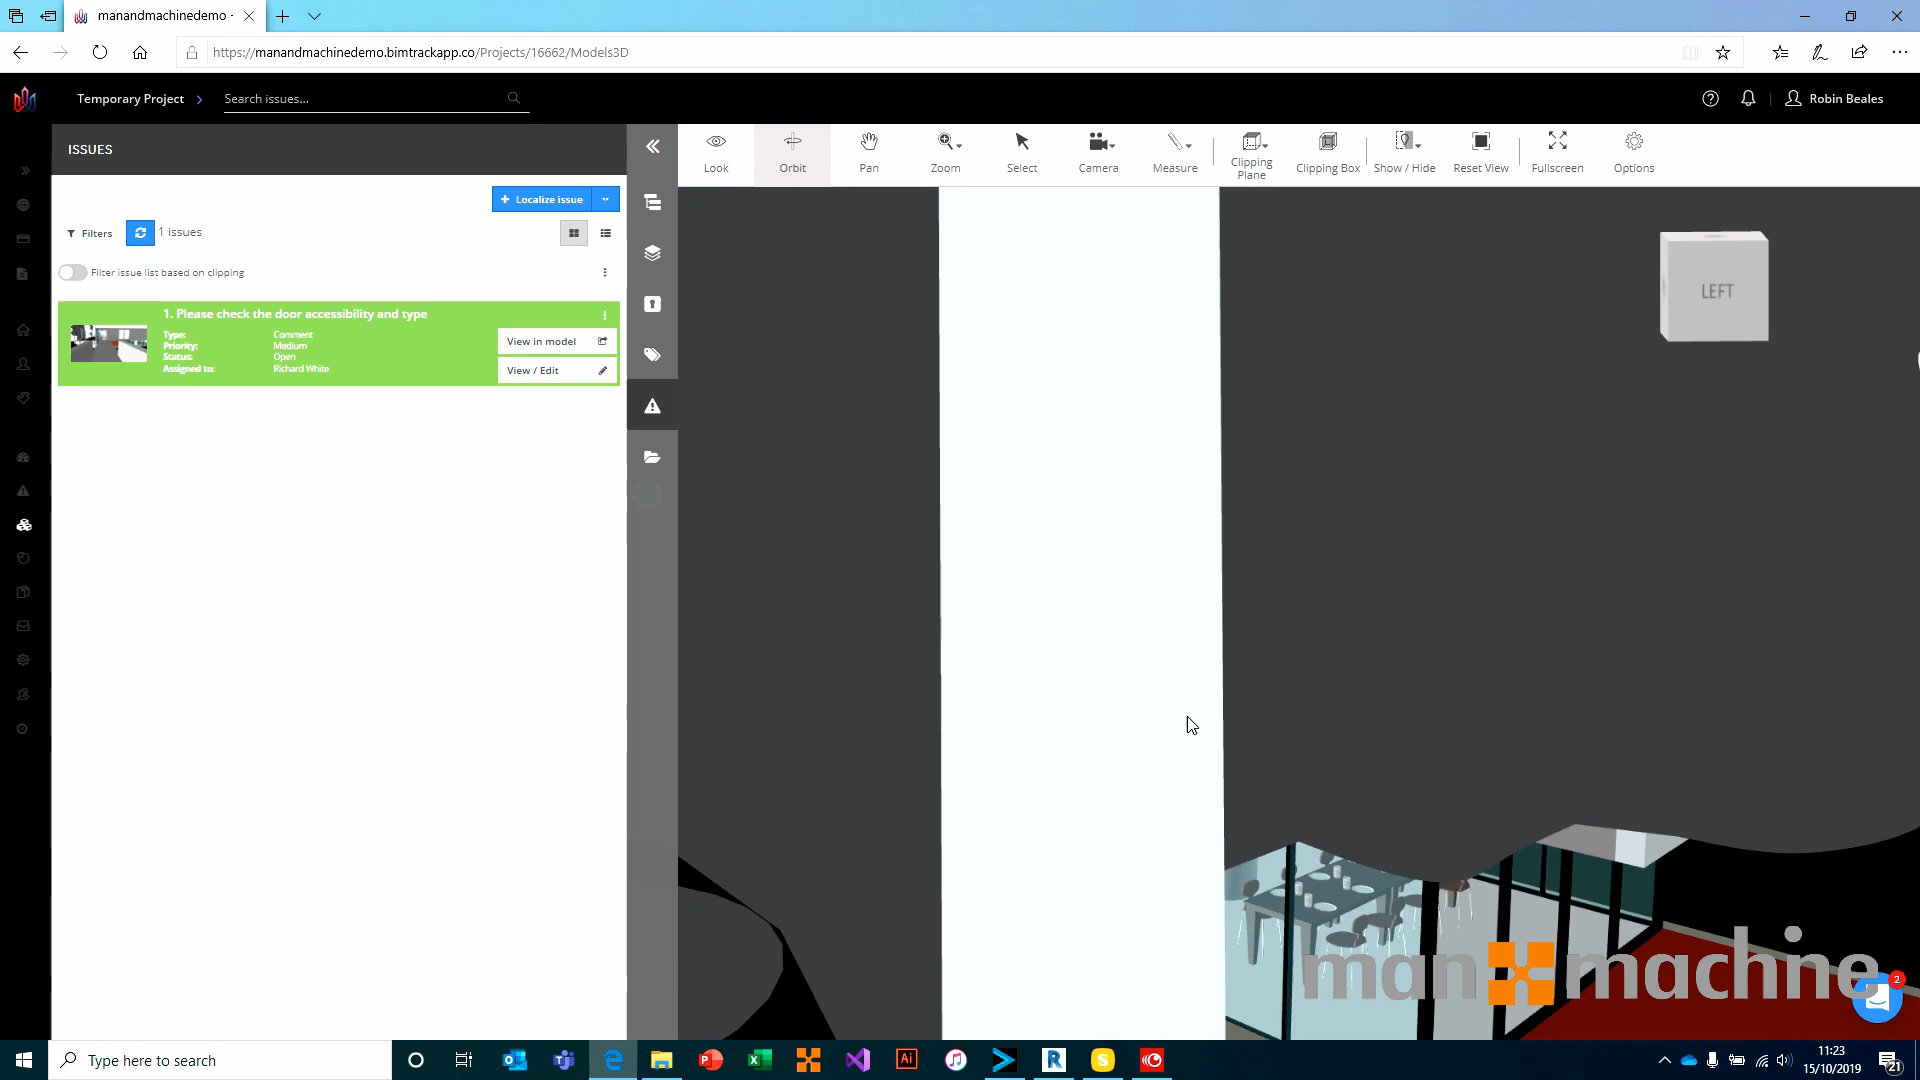 manandmachinedemo -
https://manandmachinedemo.bimtrackapp.co/Projects/16662/Models3D
Temporary Project
Search issues...
Robin Beales
ISSUES
Look
Orbit
Pan
Zoom
Select
Camera
Measure
Clipping
Plane
Clipping Box
Show / Hide
Reset View
Fullscreen
Options
+ Localize issue
Filters
1 issues
Filter issue list based on clipping
1. Please check the door accessibility and type
Type: Comment
Priority: Medium
Status: Open
Assigned to: Richard White
View in model
View / Edit
LEFT
man machine
2
Type here to search
11:23
15/10/2019
21